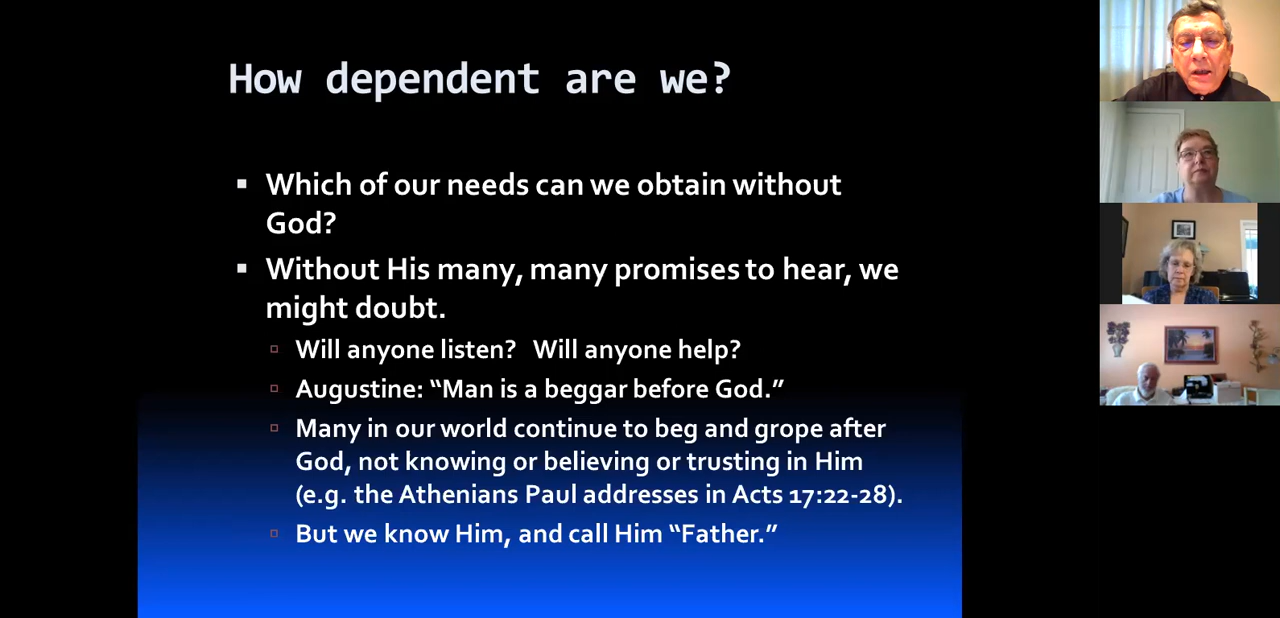 How dependent are we?
Which of our needs can we obtain without
God?
Without His many, many promises to hear, we
might doubt.
Will anyone listen?   Will anyone help?
Augustine: “Man is a beggar before God.”
Many in our world continue to beg and grope after
God, not knowing or believing or trusting in Him
(e.g. the Athenians Paul addresses in Acts 17:22-28).
But we know Him, and call Him “Father.”